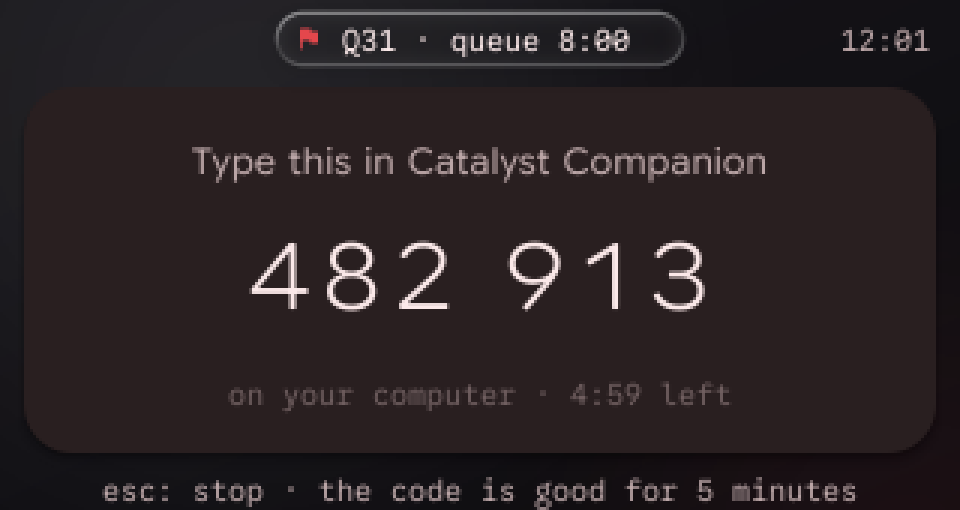 Q31 · queue 8:00
12:01
Type this in Catalyst Companion
482 913
on your computer · 4:59 left
esc: stop · the code is good for 5 minutes